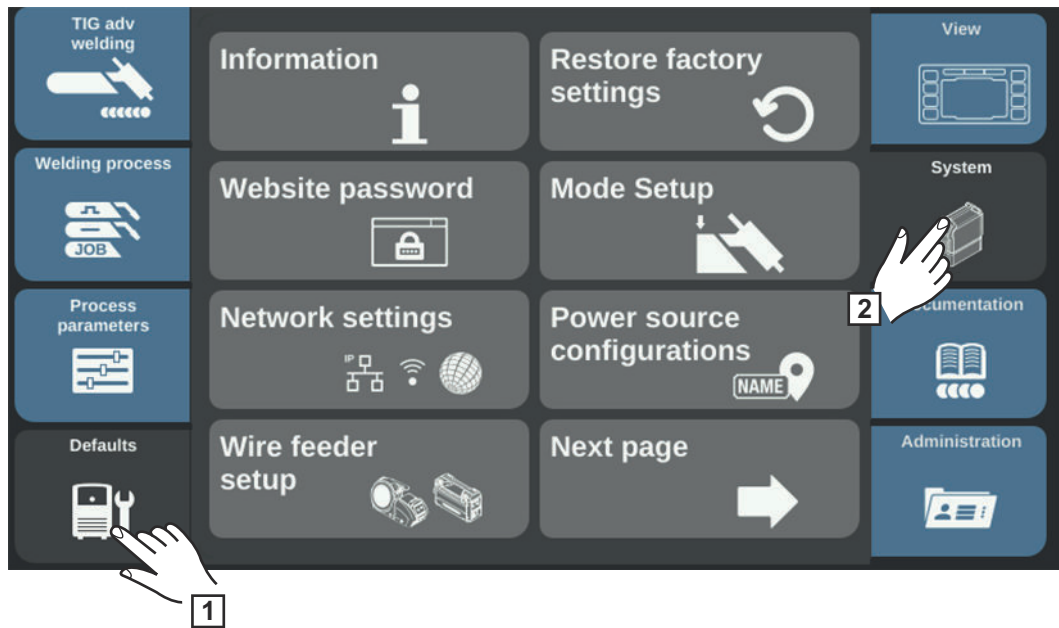 TIG adv
welding
Welding process
JOB
Process
parameters
Defaults
1
Information
Restore factory
settings
Website password
Mode Setup
Network settings
IP
Power source
configurations
NAME
Wire feeder
setup
Next page
View
System
2
ocumentation
Administration